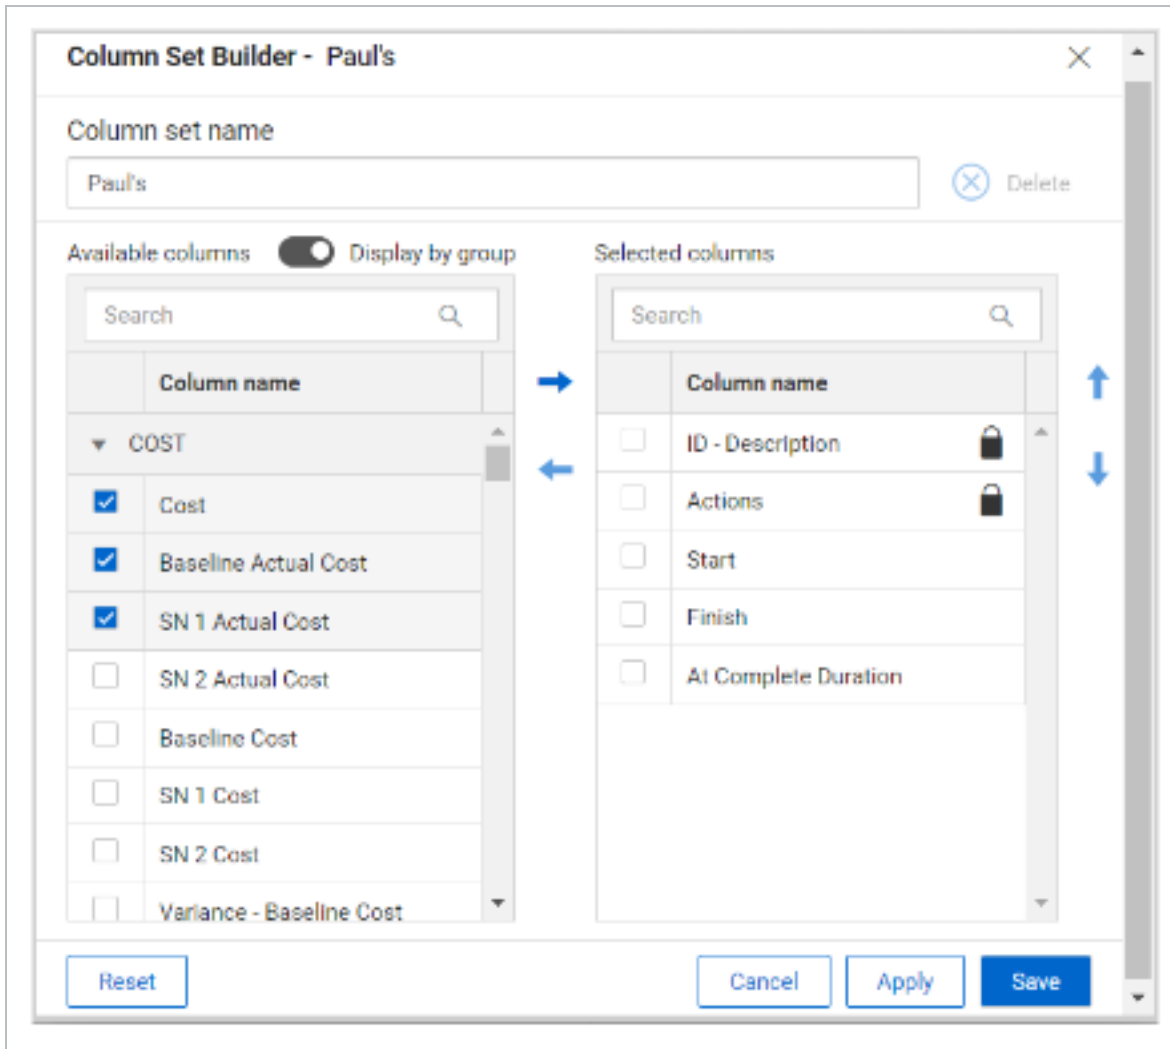 Column Set Builder - Paul's
Column set name
Paul's
Delete
Available columns
Display by group
Selected columns
Search
Search
Column name
Column name
COST
Cost
Baseline Actual Cost
SN 1 Actual Cost
SN 2 Actual Cost
Baseline Cost
SN 1 Cost
SN 2 Cost
Variance - Baseline Cost
ID - Description
Actions
Start
Finish
At Complete Duration
Reset
Cancel
Apply
Save